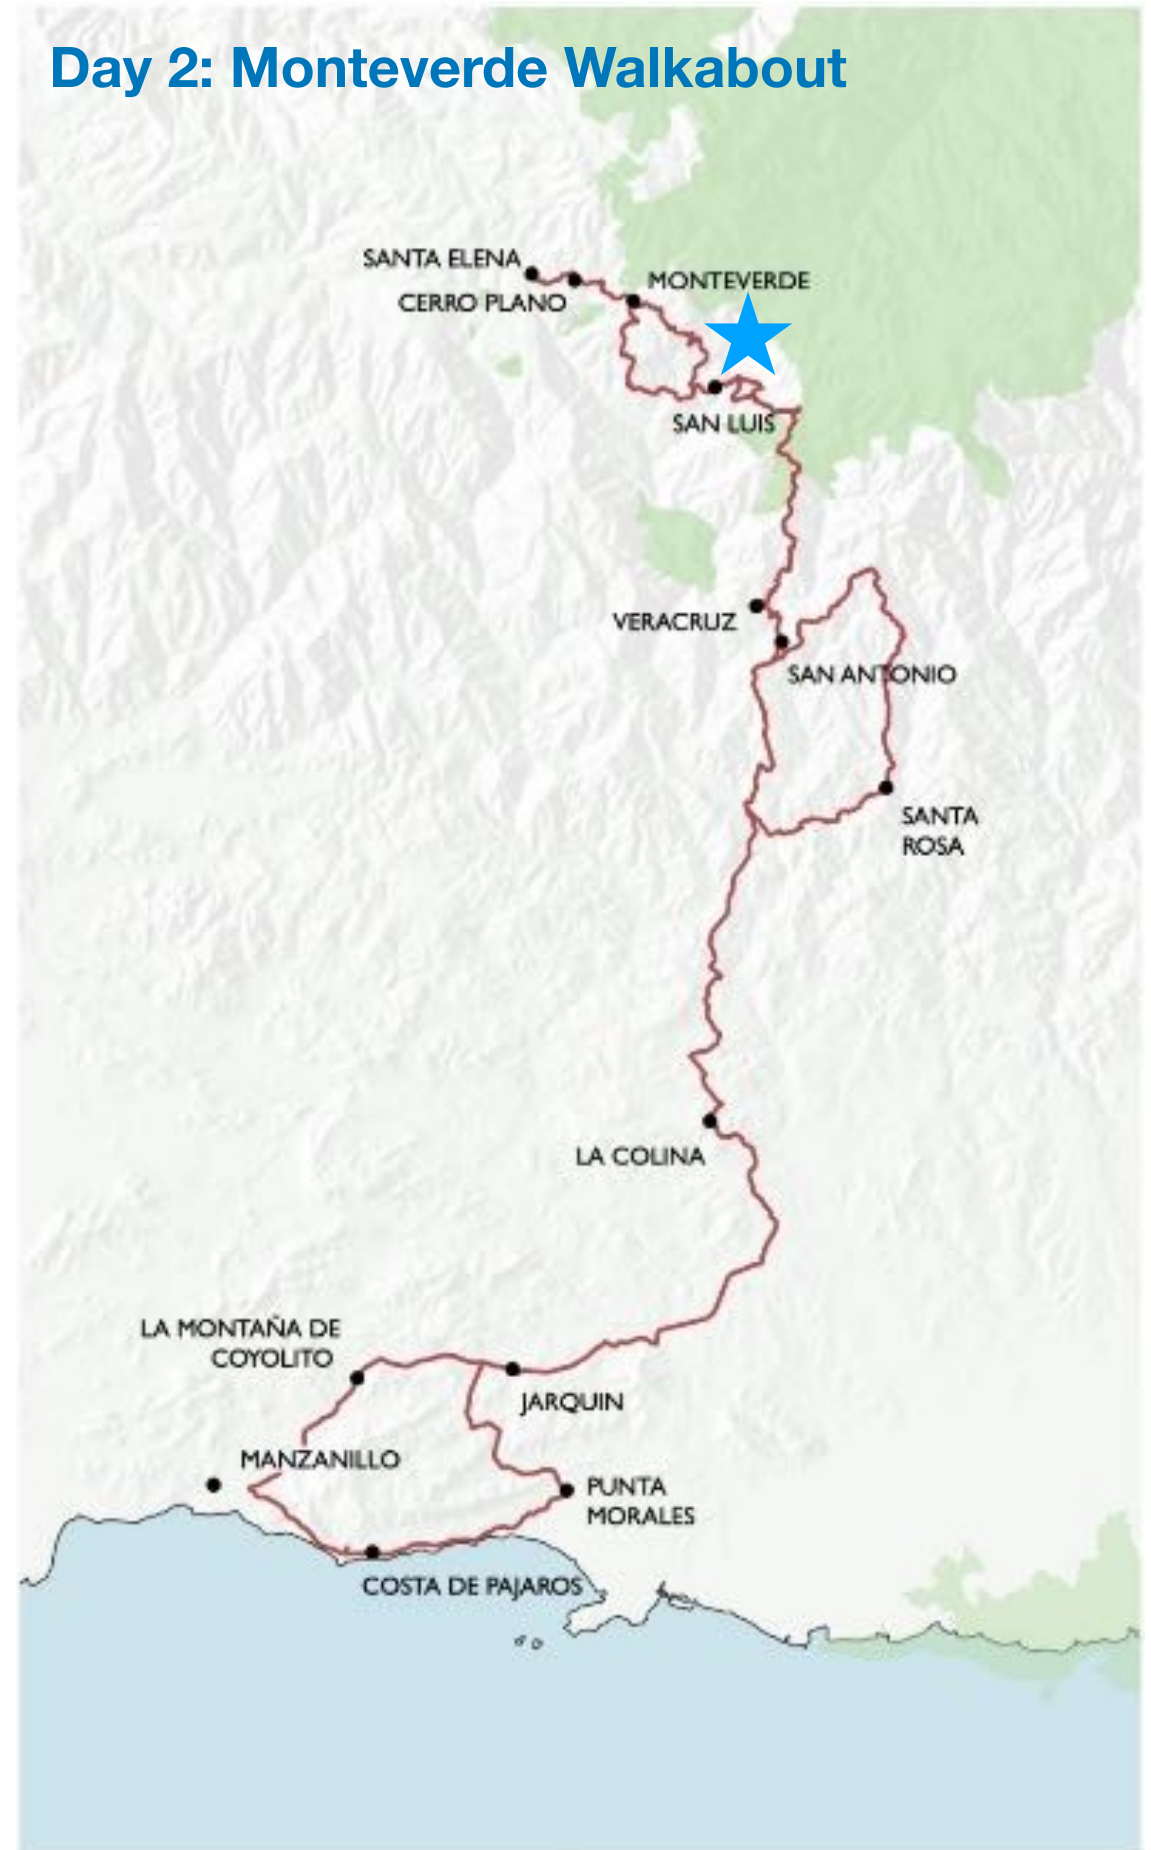 Day 2: Monteverde Walkabout
SANTA ELENA
MONTEVERDE
CERRO PLANO
SAN LUIS
VERACRUZ
SAN ANTONIO
SANTA
ROSA
LA COLINA
LA MONTAÑA DE
COYOLITO
JARQUIN
MANZANILLO
PUNTA
MORALES
COSTA DE PAJAROS